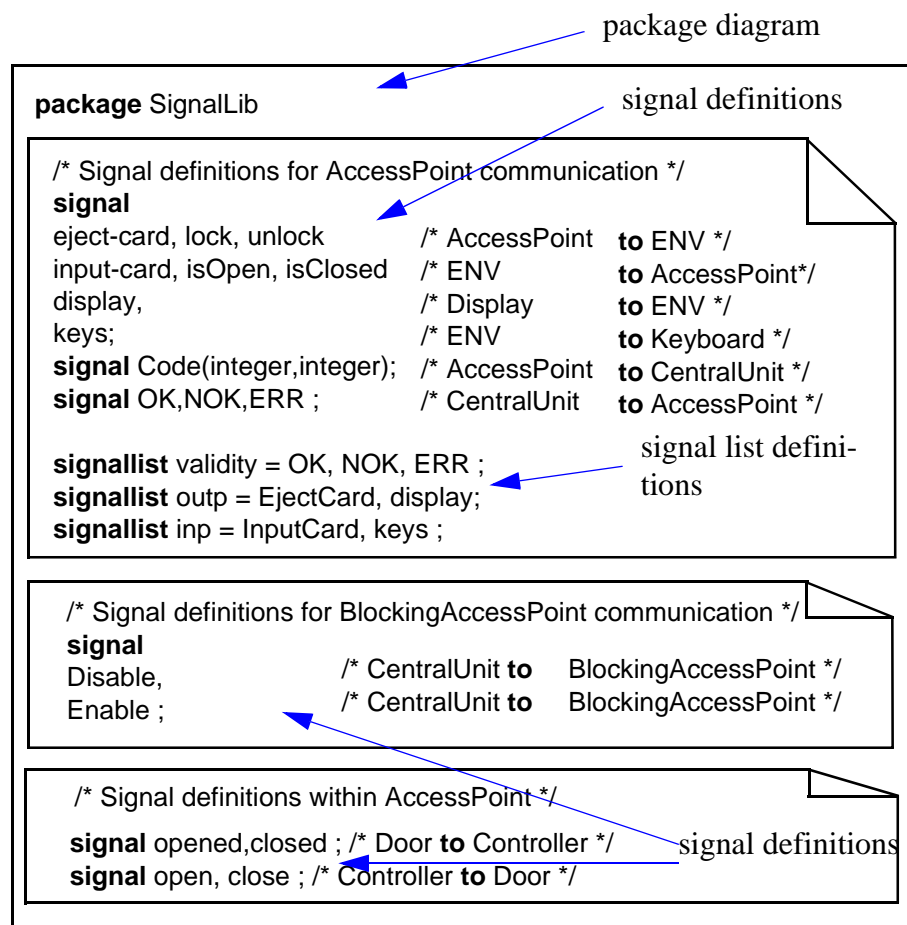 package diagram
package SignalLib
signal definitions
/* Signal definitions for AccessPoint communication */
signal
eject-card, lock, unlock /* AccessPoint to ENV */
input-card, isOpen, isClosed /* ENV to AccessPoint*/
display, /* Display to ENV */
keys; /* ENV to Keyboard */
signal Code(integer,integer); /* AccessPoint to CentralUnit */
signal OK,NOK,ERR ; /* CentralUnit to AccessPoint */
signal list defini-
tions
signallist validity = OK, NOK, ERR ;
signallist outp = EjectCard, display;
signallist inp = InputCard, keys ;
/* Signal definitions for BlockingAccessPoint communication */
signal
Disable, /* CentralUnit to BlockingAccessPoint */
Enable ; /* CentralUnit to BlockingAccessPoint */
/* Signal definitions within AccessPoint */
signal opened,closed ; /* Door to Controller */
signal definitions
signal open, close ; /* Controller to Door */